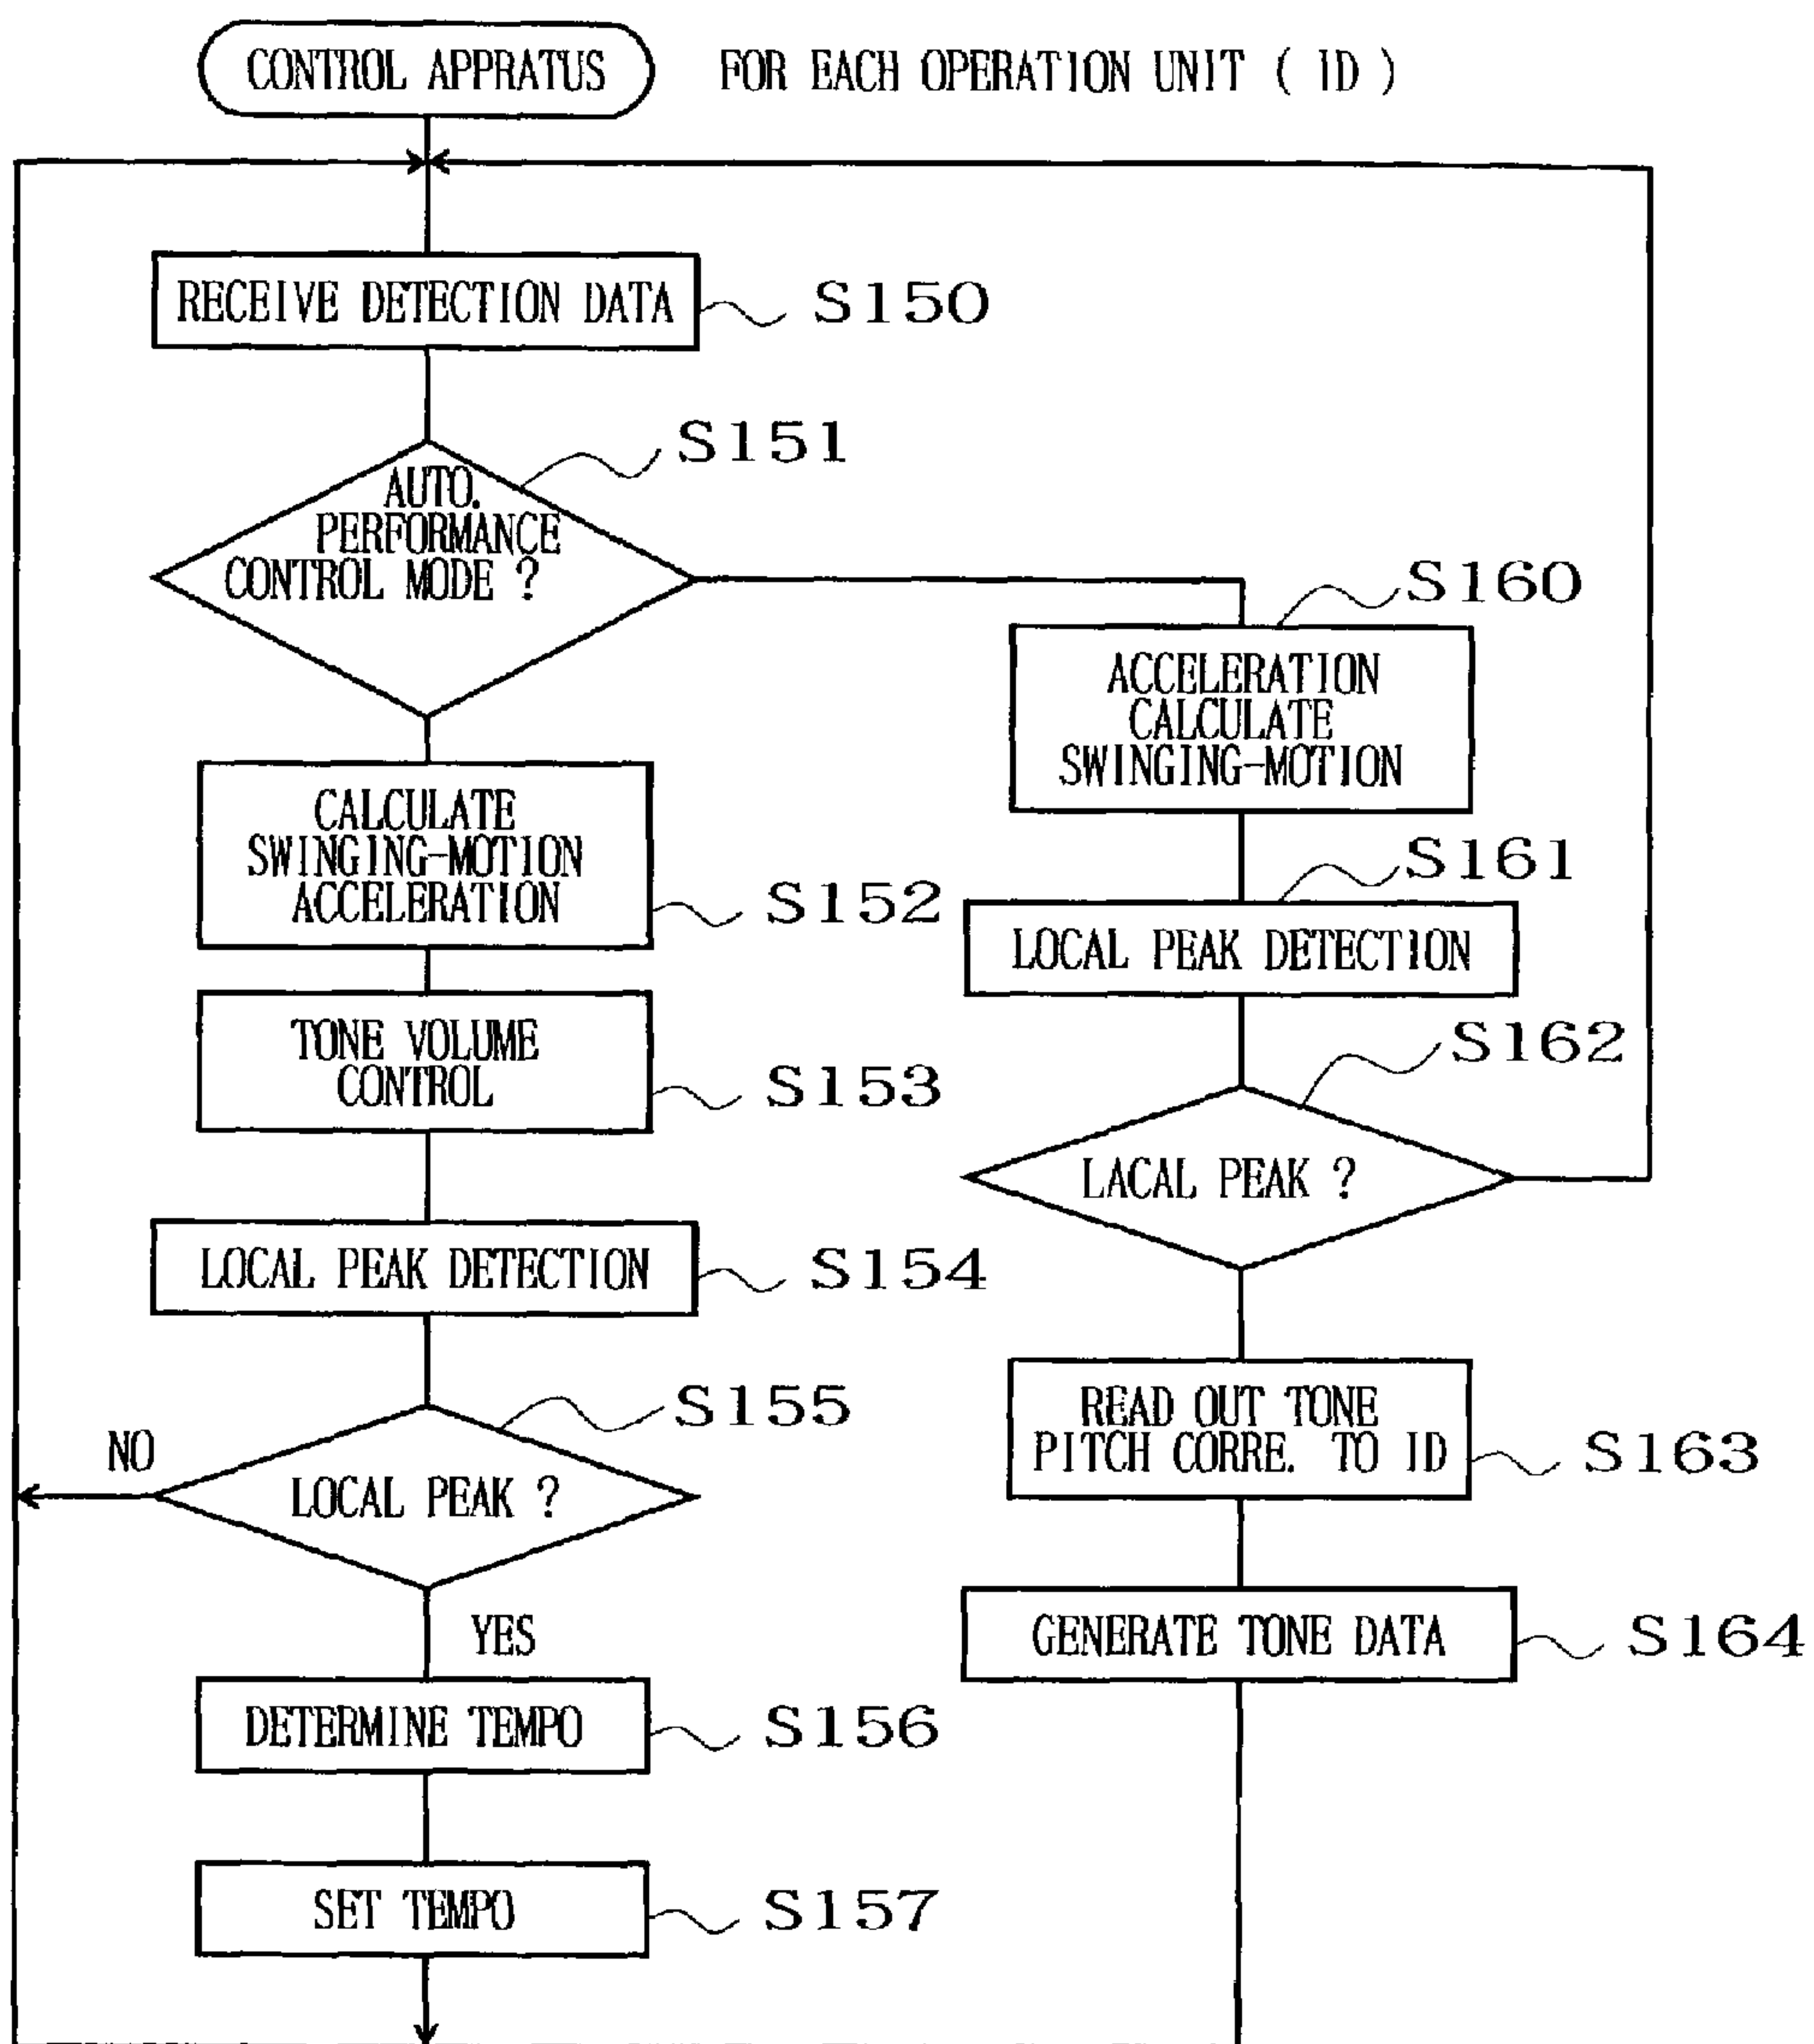 CONTROL APPRATUS
FOR EACH OPERATION UNIT ( ID )
RECEIVE DETECTION DATA
S150
S151
AUTO.
PERFORMANCE
CONTROL MODE ?
S160
ACCELERATION
CALCULATE
SWINGING-MOTION
CALCULATE
SWINGING-MOTION
ACCELERATION
S152
S161
LOCAL PEAK DETECTION
TONE VOLUME
CONTROL
S153
S162
LACAL PEAK ?
LOCAL PEAK DETECTION
S154
S155
NO
LOCAL PEAK ?
READ OUT TONE
PITCH CORRE. TO ID
S163
YES
GENERATE TONE DATA
S164
DETERMINE TEMPO
S156
SET TEMPO
S157